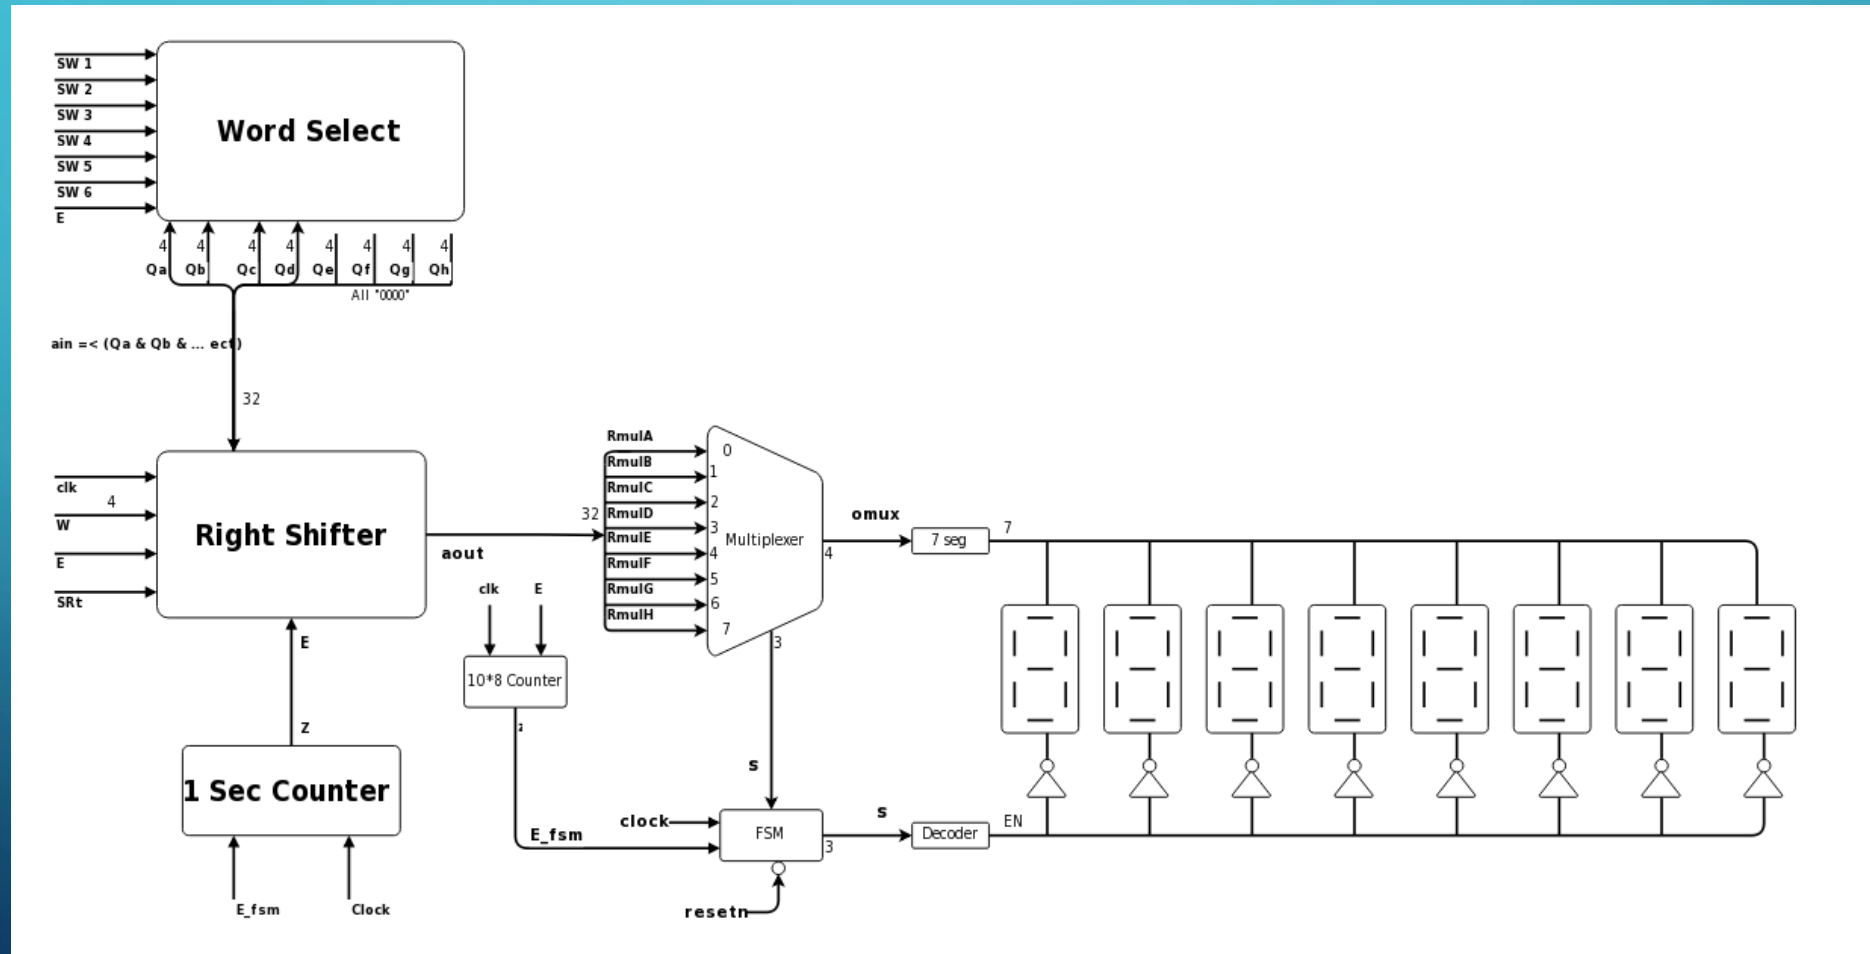 SW 1
SW 2
SW 3
SW 4
SW 5
SW 6
E
Word Select
4 4 4 4 4 4 4 4
Qa Qb Qc Qd Qe Qf Qg Qh
All "0000"
ain =< (Qa & Qb & ... ect)
32
clk
4
W
E
SRt
Right Shifter
aout
32
RmulA
RmulB
RmulC
RmulD
RmulE
RmulF
RmulG
RmulH
0
1
2
3
4
5
6
7
Multiplexer
4
3
omux
7 seg
7
clk E
10*8 Counter
z
E
Z
1 Sec Counter
E_fsm Clock
s
clock
E_fsm
FSM
3
resetn
s
Decoder
EN